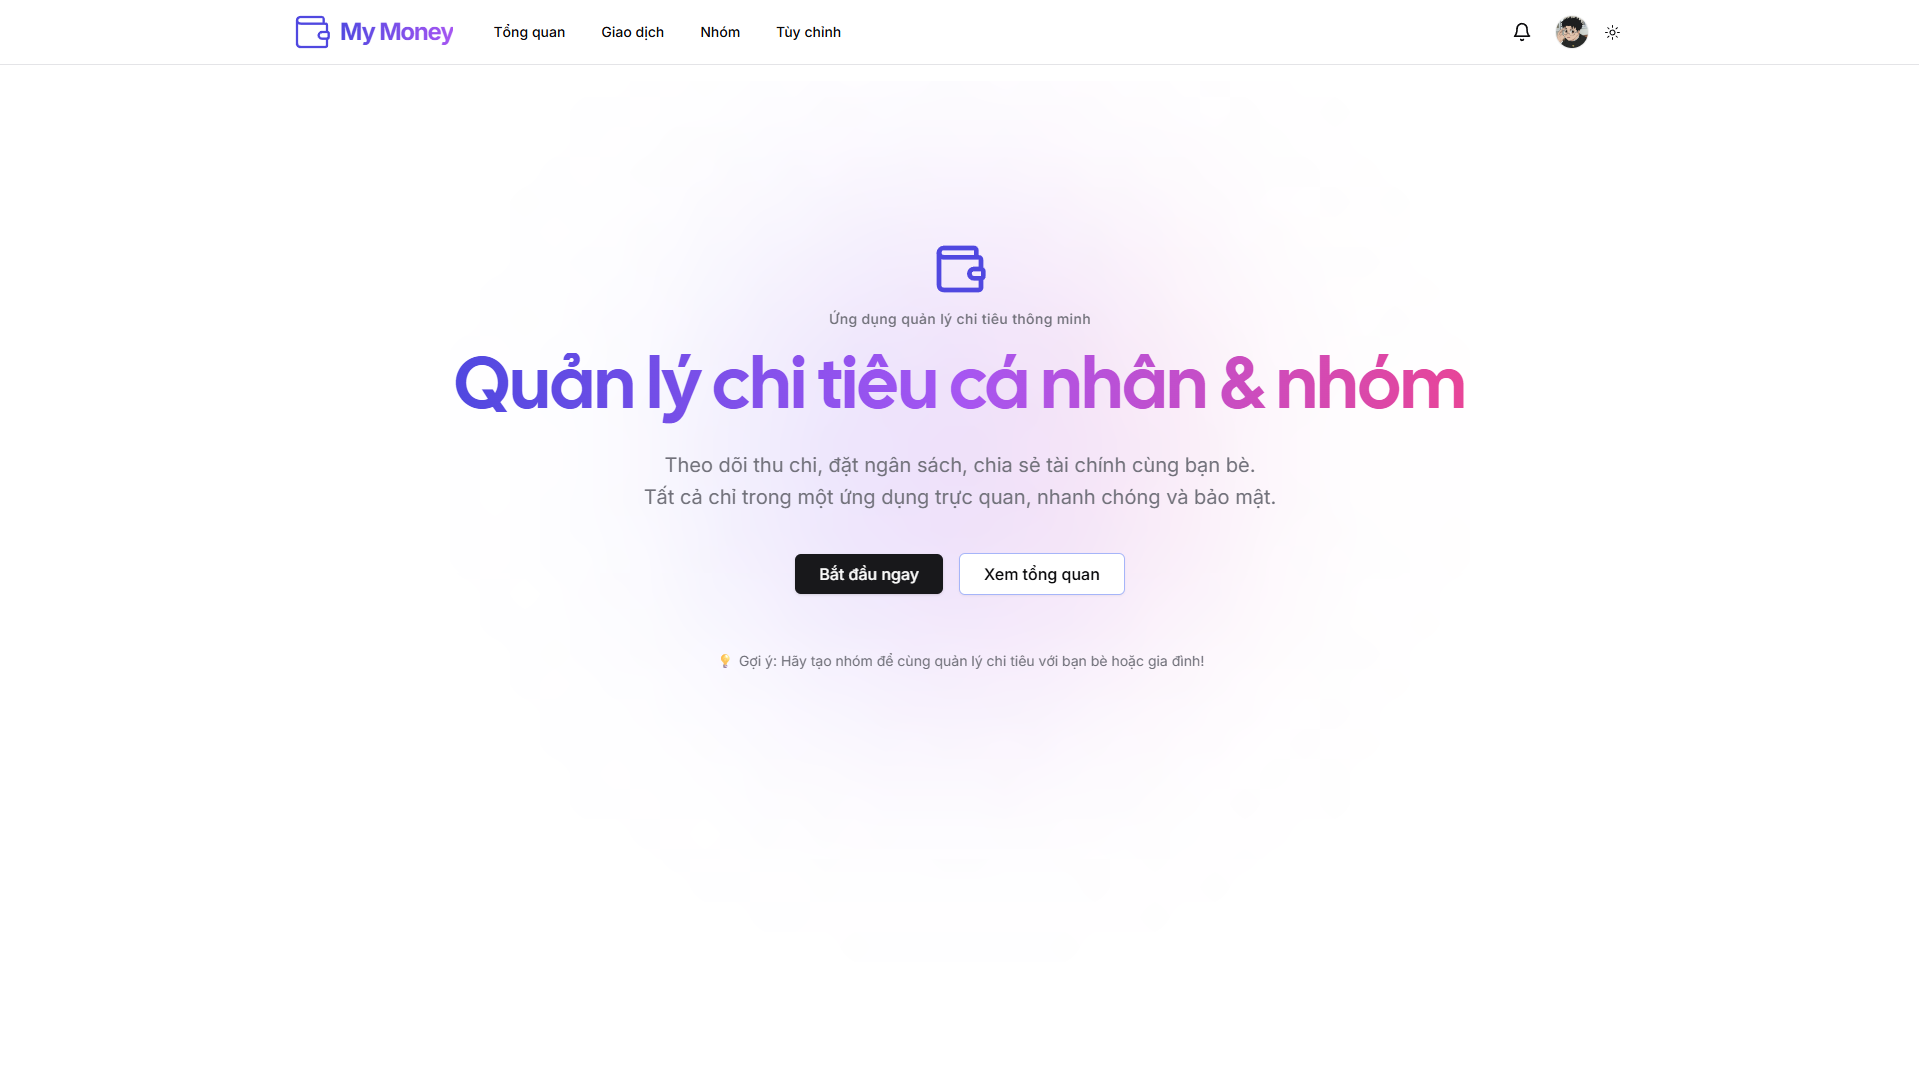 My Money
Tổng quan
Giao dịch
Nhóm
Tùy chỉnh
Ứng dụng quản lý chi tiêu thông minh
Quản lý chi tiêu cá nhân & nhóm
Theo dõi thu chi, đặt ngân sách, chia sẻ tài chính cùng bạn bè.
Tất cả chỉ trong một ứng dụng trực quan, nhanh chóng và bảo mật.
Bắt đầu ngay
Xem tổng quan
💡 Gợi ý: Hãy tạo nhóm để cùng quản lý chi tiêu với bạn bè hoặc gia đình!